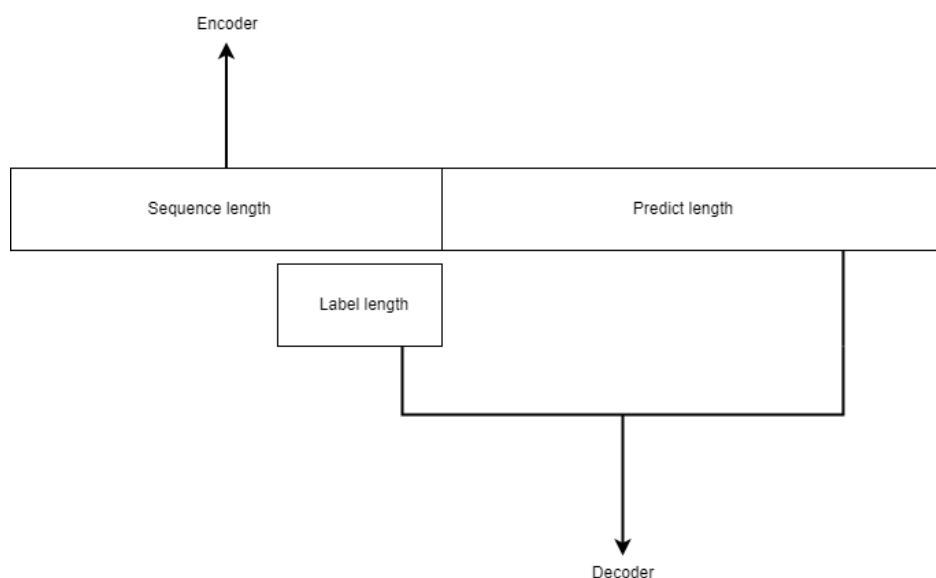 Encoder
Sequence length
Predict length
Label length
Decoder